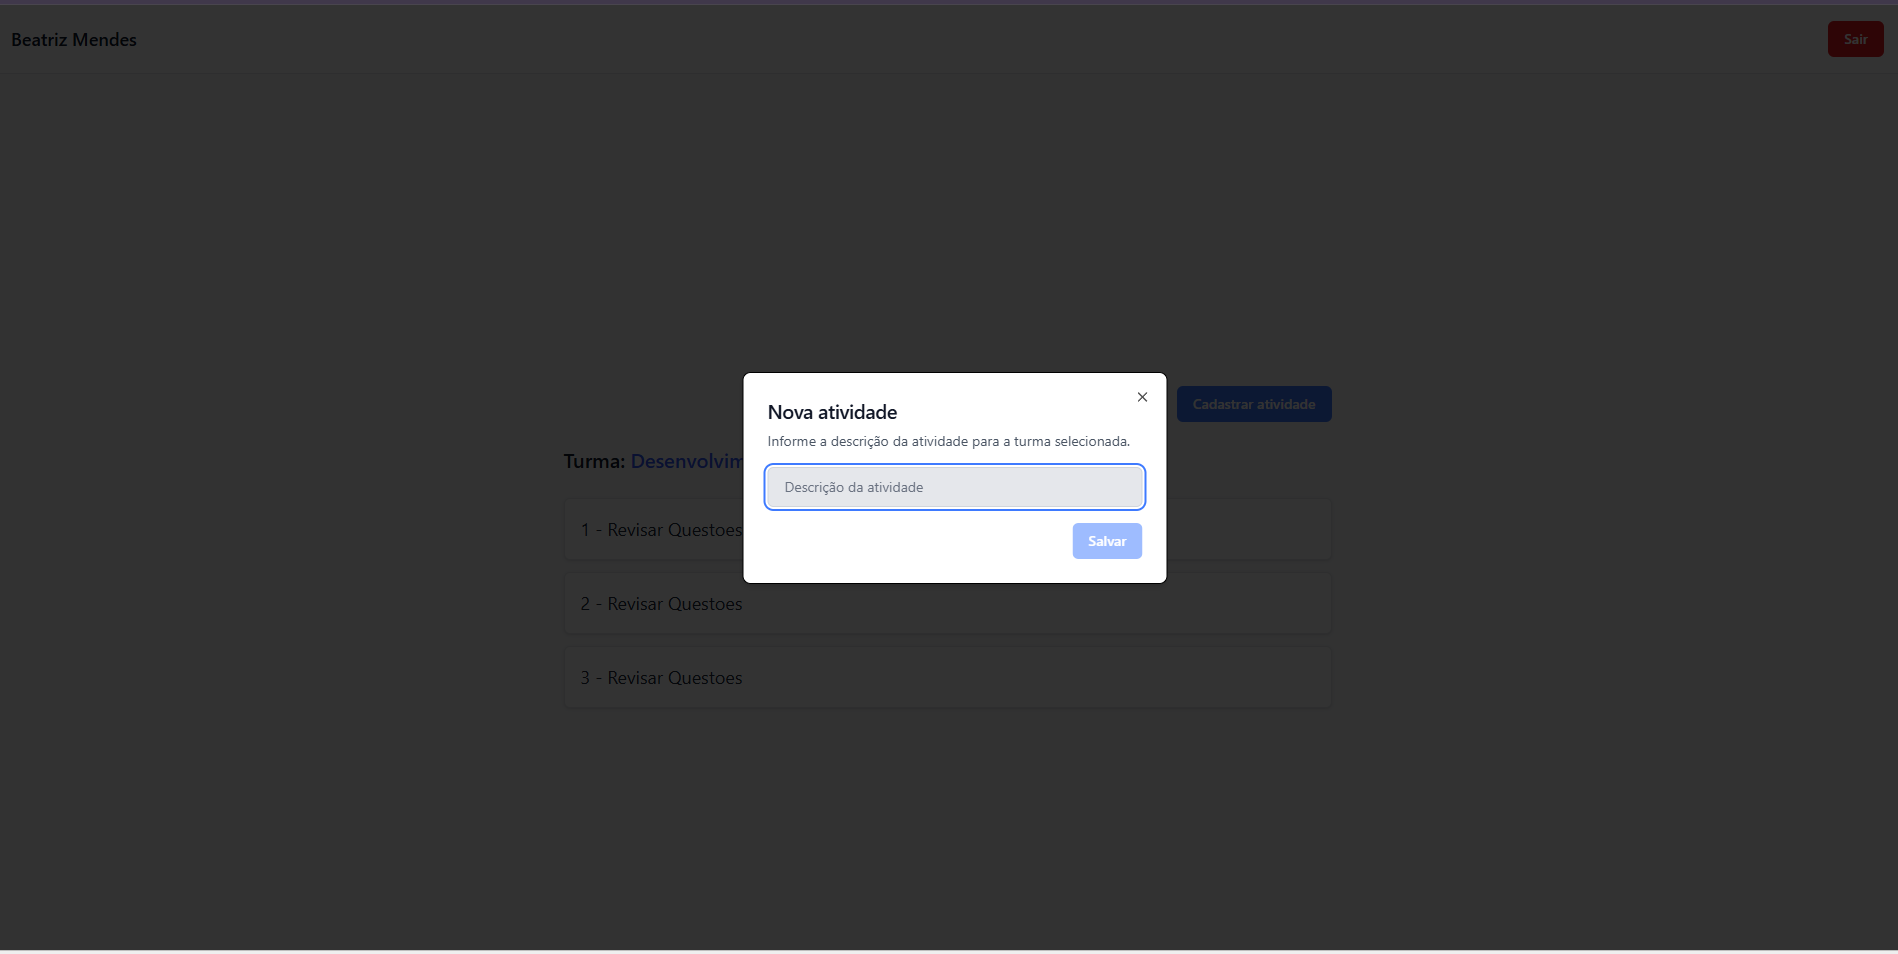 Beatriz Mendes
Sair
Nova atividade
Cadastrar atividade
Informe a descrição da atividade para a turma selecionada.
Turma: Desenvolvim
Descrição da atividade
1 - Revisar Questoes
Salvar
2 - Revisar Questoes
3 - Revisar Questoes